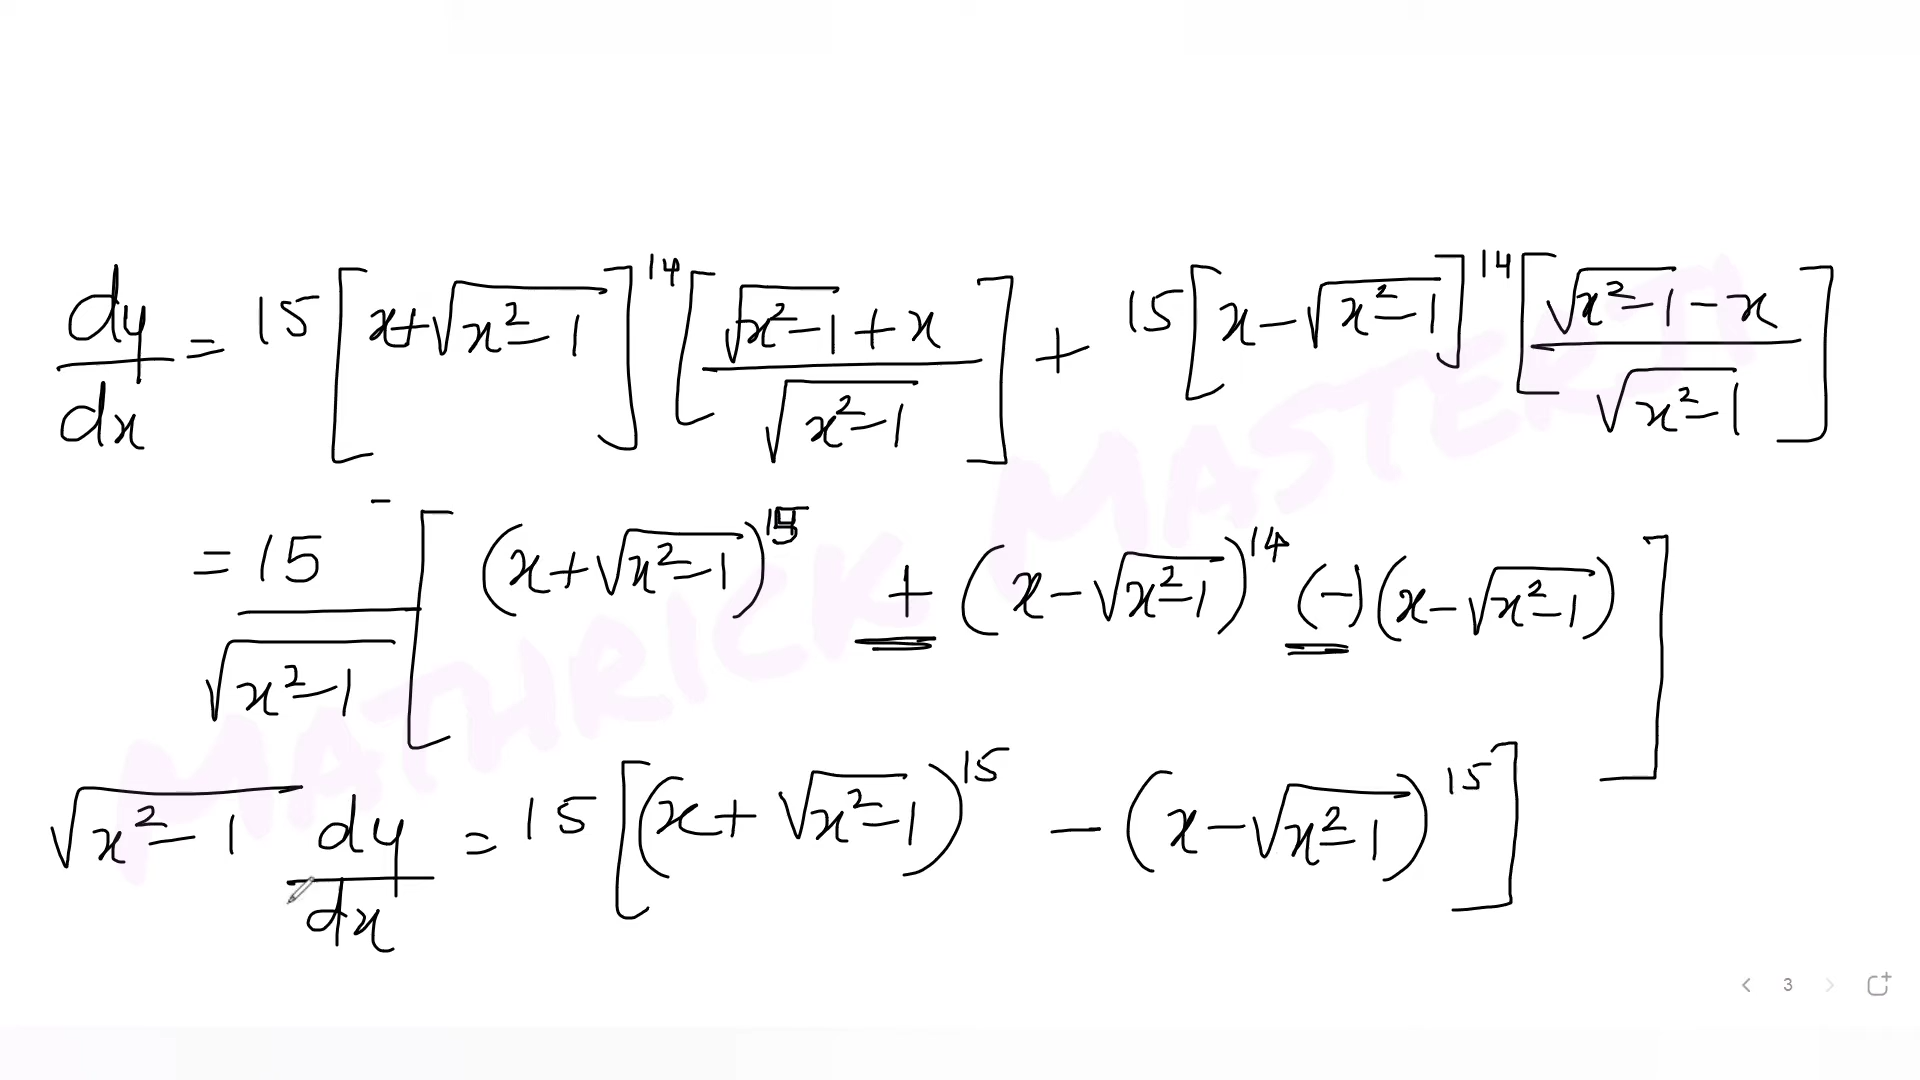 dy/dx = 15 [x+√(x²-1)]^14 [(√(x²-1) + x)/√(x²-1)] + 15 [x-√(x²-1)]^14 [(√(x²-1) - x)/√(x²-1)]
= 15/√(x²-1) [(x+√(x²-1))^15 + (x-√(x²-1))^14 (-)(x-√(x²-1))]
√(x²-1) dy/dx = 15 [(x+√(x²-1))^15 - (x-√(x²-1))^15]
MATHRICK MASTER
< 3 >